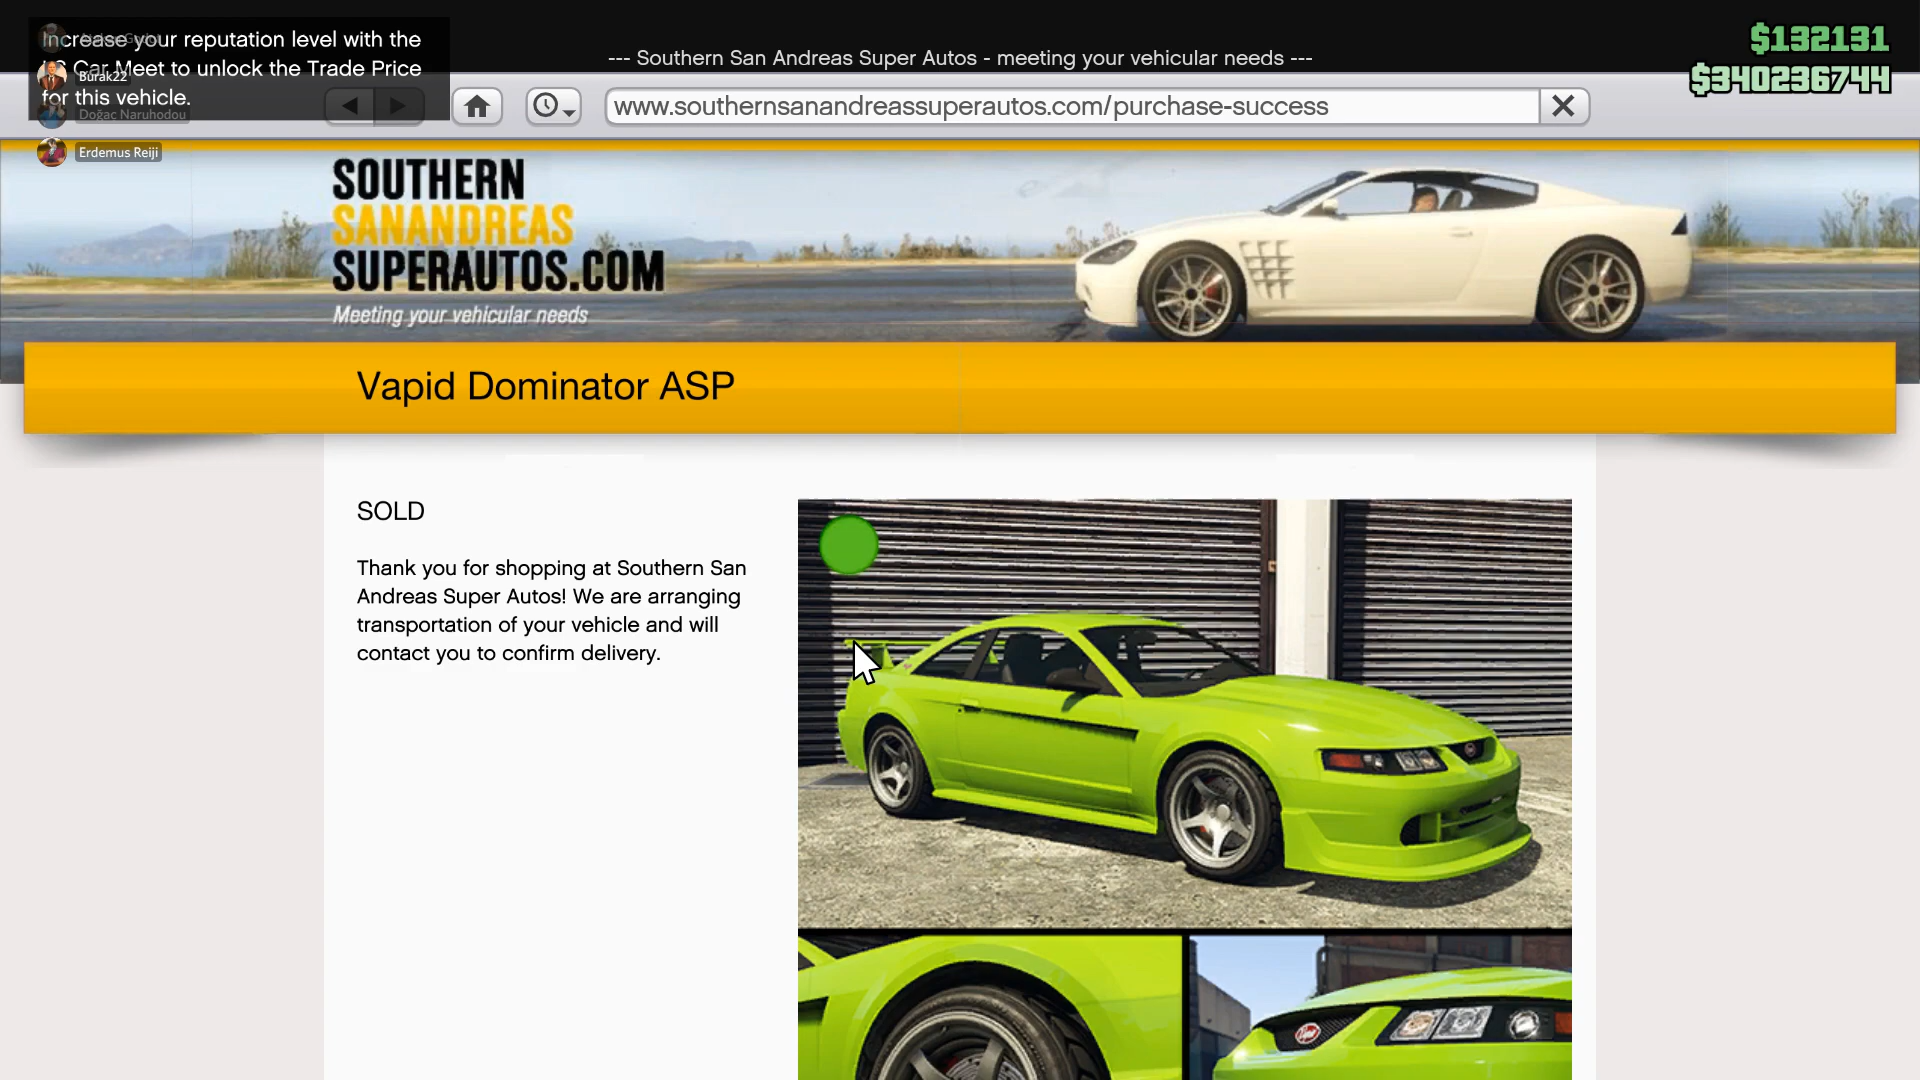 Increase your reputation level with the
LS Car Meet to unlock the Trade Price
for this vehicle.
Burak22
Doğaç Naruhodou
Erdemus Reiji
--- Southern San Andreas Super Autos - meeting your vehicular needs ---
$132131
$340236744
www.southernsanandreassuperautos.com/purchase-success
SOUTHERN
SANANDREAS
SUPERAUTOS.COM
Meeting your vehicular needs
Vapid Dominator ASP
SOLD
Thank you for shopping at Southern San
Andreas Super Autos! We are arranging
transportation of your vehicle and will
contact you to confirm delivery.